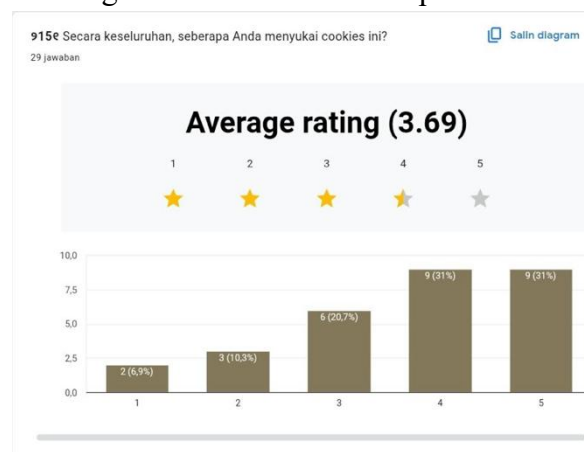 915e Secara keseluruhan, seberapa Anda menyukai cookies ini?
Salin diagram
29 jawaban
Average rating (3.69)
1 2 3 4 5
10,0
7,5
5,0
2,5
0,0
2 (6,9%)
3 (10,3%)
6 (20,7%)
9 (31%)
9 (31%)
1 2 3 4 5